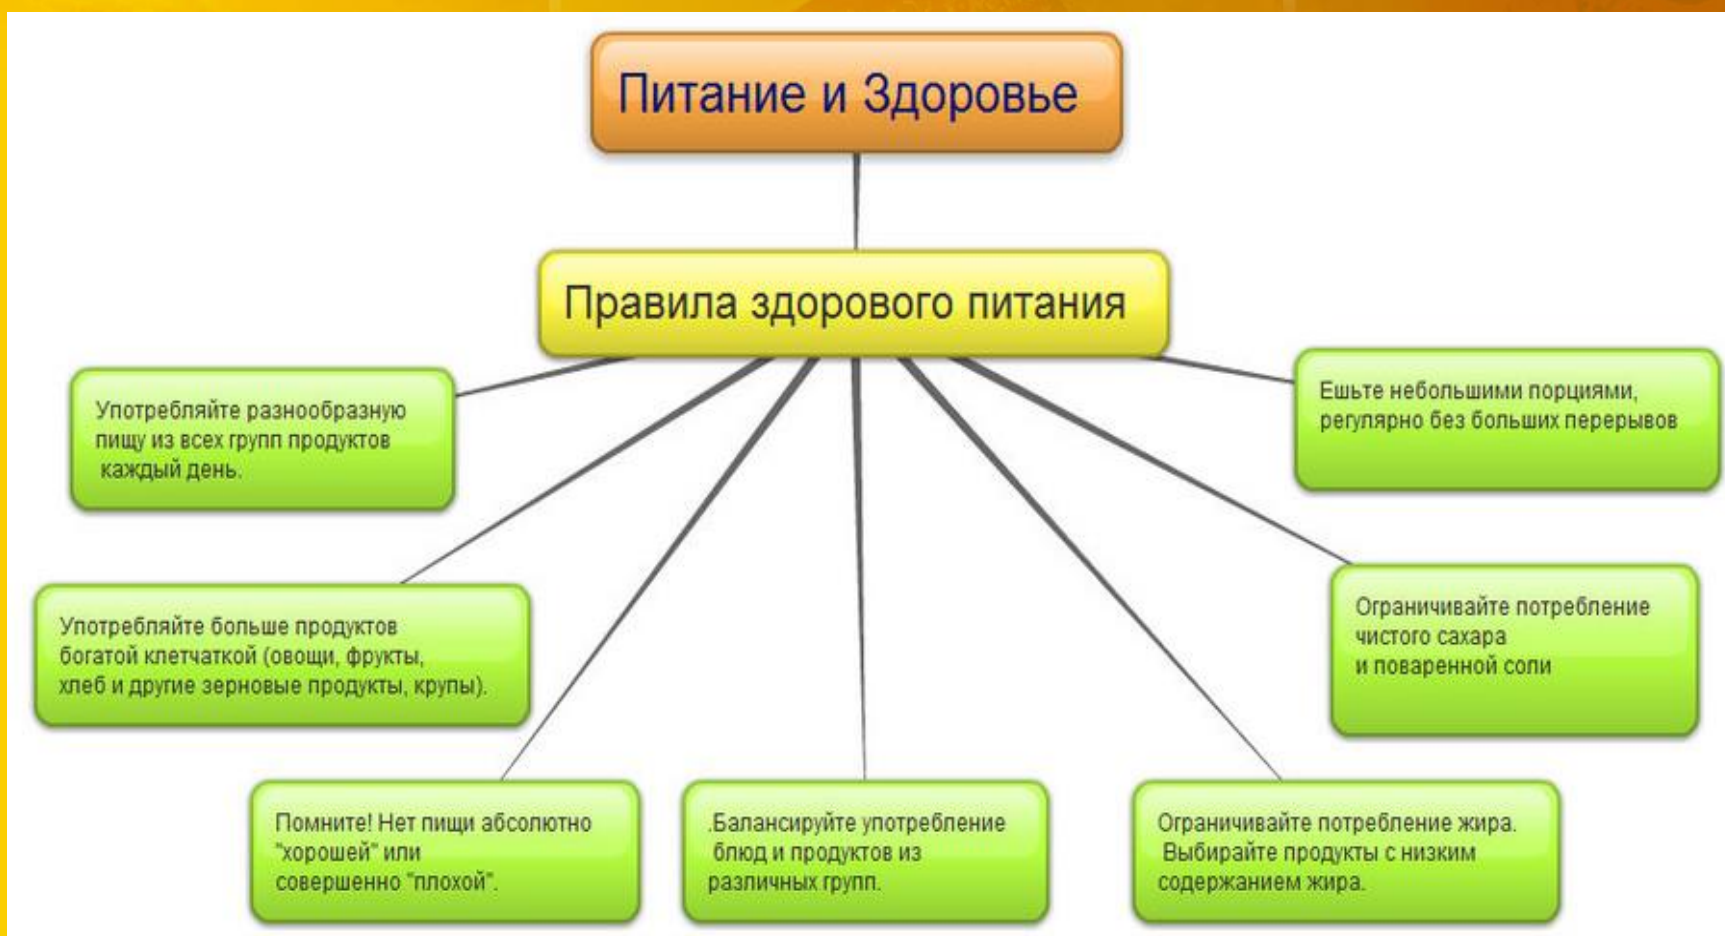 Питание и Здоровье
Правила здорового питания
Употребляйте разнообразную
пищу из всех групп продуктов
каждый день.
Ешьте небольшими порциями,
регулярно без больших перерывов
Употребляйте больше продуктов
богатой клетчаткой (овощи, фрукты,
хлеб и другие зерновые продукты, крупы).
Ограничивайте потребление
чистого сахара
и поваренной соли
Помните! Нет пищи абсолютно
"хорошей" или
совершенно "плохой".
.Балансируйте употребление
блюд и продуктов из
различных групп.
Ограничивайте потребление жира.
Выбирайте продукты с низким
содержанием жира.